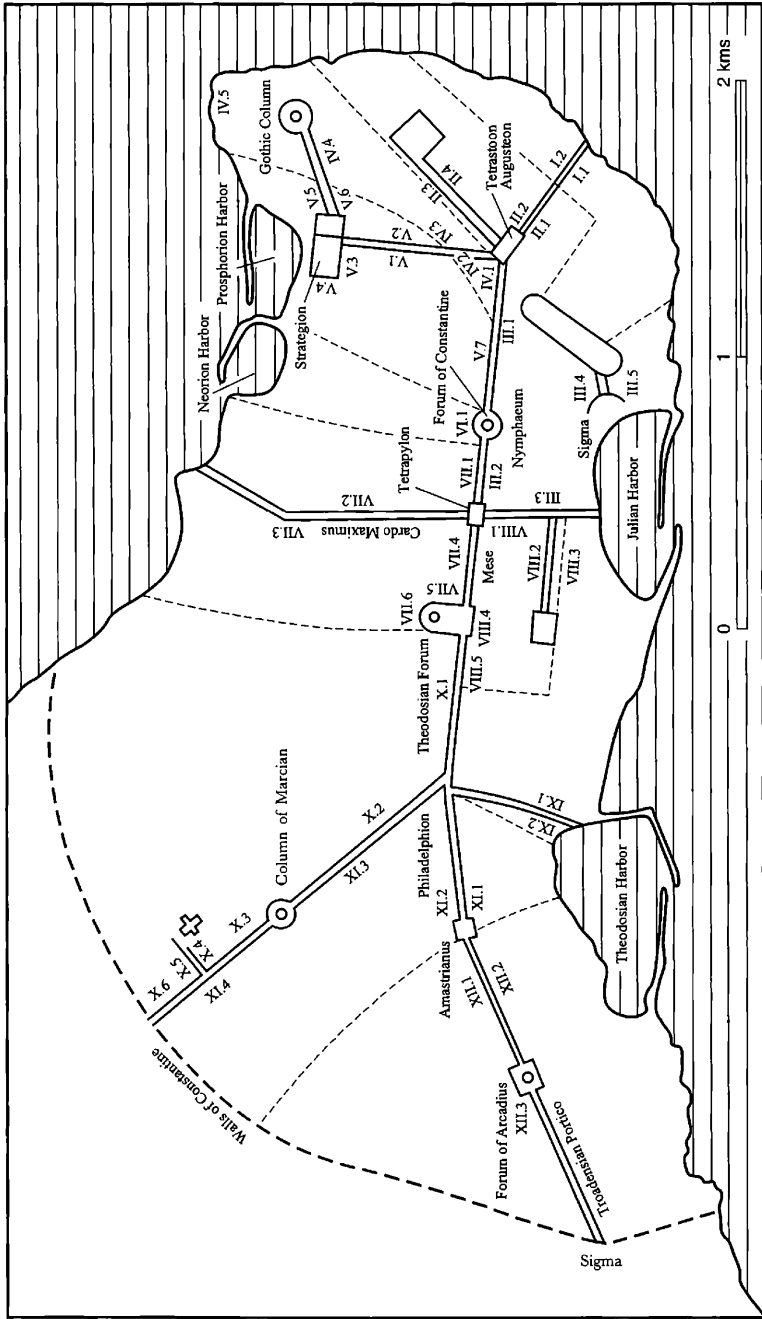 IV.5
Gothic Column
IV.4
V.5
V.6
Prosphorion Harbor
Neorion Harbor
Strategion
V.4
V.3
V.2
V.1
IV.3
IV.2
IV.1
II.3
II.4
Tetrastoon
Augusteon
I.2
I.1
II.2
II.1
Forum of Constantine
V.7
III.1
VI.1
Nymphaeum
Tetrapylon
VII.1
III.2
III.4
III.5
Sigma
VII.2
VII.3
Cardo Maximus
III.3
VIII.1
Julian Harbor
VII.4
Mese
VIII.2
VIII.3
VII.5
VII.6
VIII.4
Theodosian Forum
X.1
VIII.5
X.2
XI.3
Column of Marcian
X.3
X.4
X.5
X.6
XI.4
Walls of Constantine
Philadelphion
IX.1
IX.2
XI.2
XI.1
Amastrianus
XII.1
XII.2
Theodosian Harbor
Forum of Arcadius
XII.3
Troadensian Portico
Sigma
0
1
2 kms